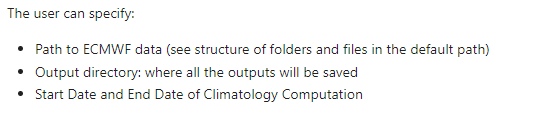 The user can specify:
• Path to ECMWF data (see structure of folders and files in the default path)
• Output directory: where all the outputs will be saved
• Start Date and End Date of Climatology Computation